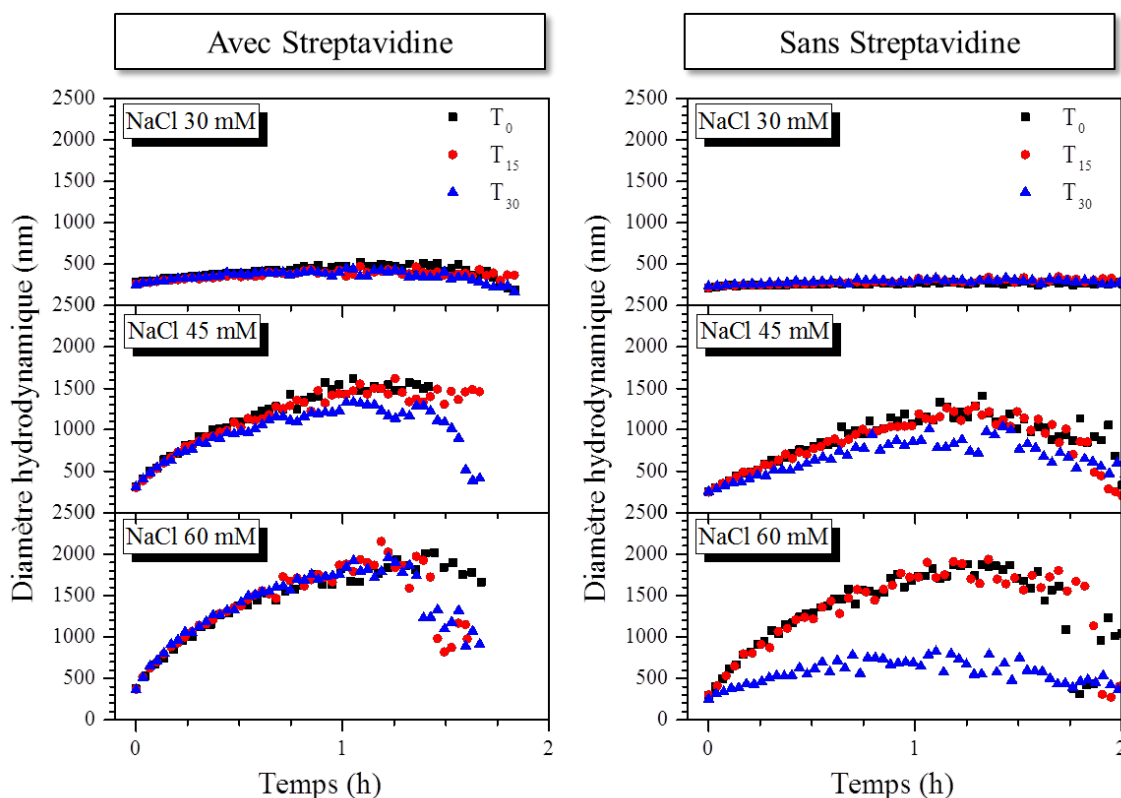 Avec Streptavidine
Sans Streptavidine
Diamètre hydrodynamique (nm)
2500
2000
1500
1000
500
NaCl 30 mM
T0
T15
T30
2500
2000
1500
1000
500
NaCl 45 mM
2500
2000
1500
1000
500
0
NaCl 60 mM
0
1
2
Temps (h)
Diamètre hydrodynamique (nm)
2500
2000
1500
1000
500
NaCl 30 mM
T0
T15
T30
2500
2000
1500
1000
500
NaCl 45 mM
2500
2000
1500
1000
500
0
NaCl 60 mM
0
1
2
Temps (h)